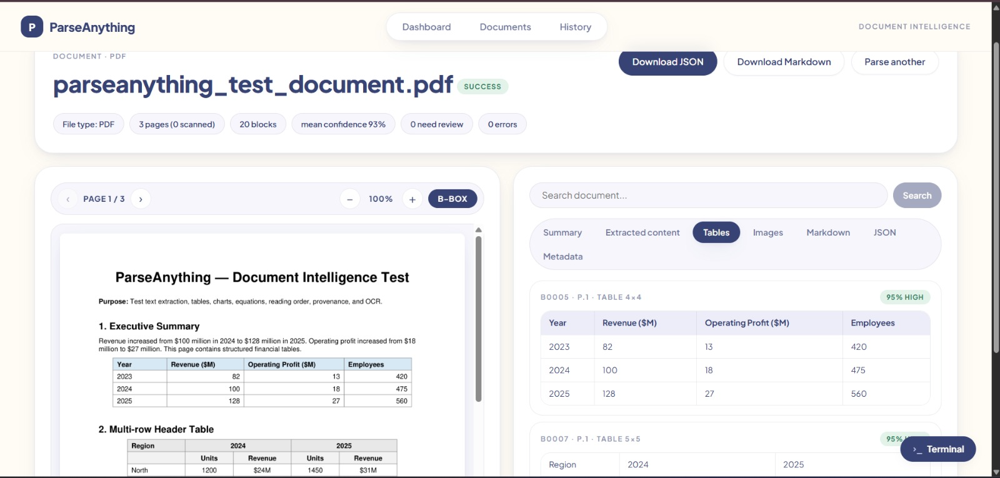 P ParseAnything
Dashboard Documents History
DOCUMENT INTELLIGENCE
DOCUMENT · PDF
Download JSON Download Markdown Parse another
parseanything_test_document.pdf SUCCESS
File type: PDF 3 pages (0 scanned) 20 blocks mean confidence 93% 0 need review 0 errors
‹ PAGE 1 / 3 › − 100% + B-BOX
ParseAnything — Document Intelligence Test
Purpose: Test text extraction, tables, charts, equations, reading order, provenance, and OCR.
1. Executive Summary
Revenue increased from $100 million in 2024 to $128 million in 2025. Operating profit increased from $18
million to $27 million. This page contains structured financial tables.
Year Revenue ($M) Operating Profit ($M) Employees
2023 82 13 420
2024 100 18 475
2025 128 27 560
2. Multi-row Header Table
Region 2024 2025
Units Revenue Units Revenue
North 1200 $24M 1450 $31M
Search document... Search
Summary Extracted content Tables Images Markdown JSON
Metadata
B0005 · P.1 · TABLE 4×4 95% HIGH
Year Revenue ($M) Operating Profit ($M) Employees
2023 82 13 420
2024 100 18 475
2025 128 27 560
B0007 · P.1 · TABLE 5×5 95%
Region 2024 2025
>_ Terminal